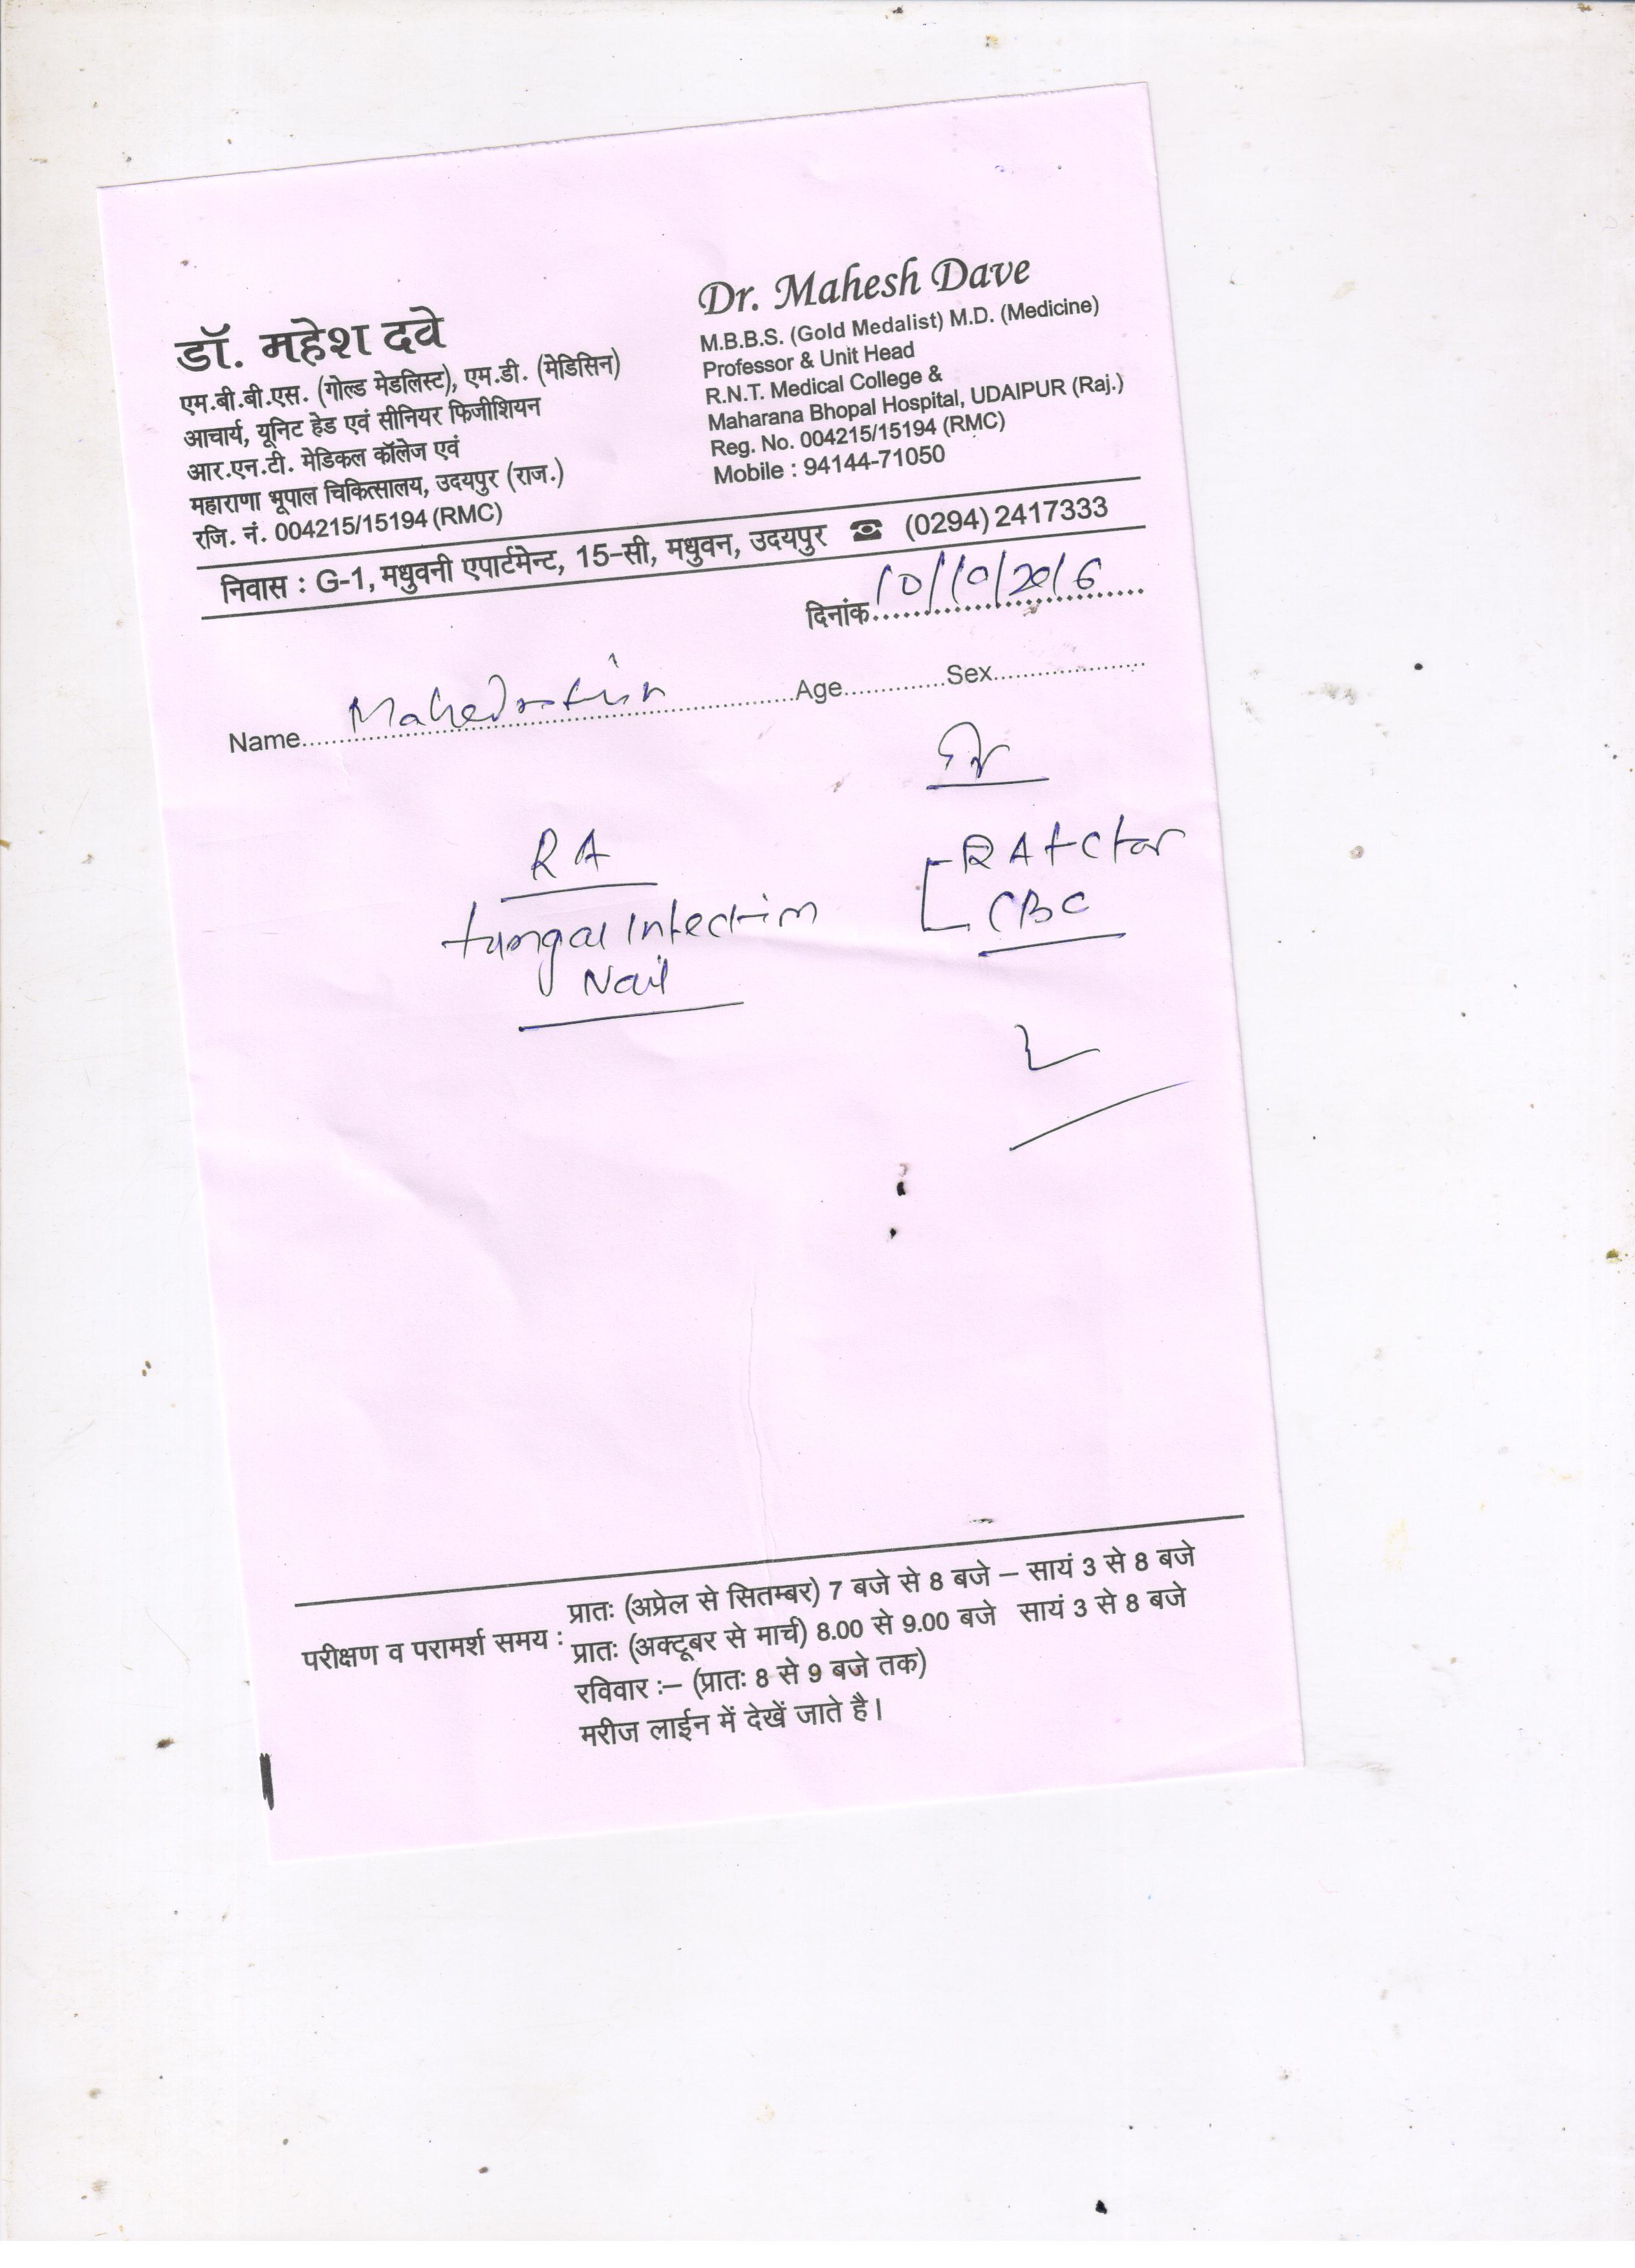 डॉ. महेश दवे
एम.बी.बी.एस. (गोल्ड मेडलिस्ट), एम.डी. (मेडिसिन)
आचार्य, यूनिट हेड एवं सीनियर फिजीशियन
आर.एन.टी. मेडिकल कॉलेज एवं
महाराणा भूपाल चिकित्सालय, उदयपुर (राज.)
रजि. नं. 004215/15194 (RMC)
Dr. Mahesh Dave
M.B.B.S. (Gold Medalist) M.D. (Medicine)
Professor & Unit Head
R.N.T. Medical College &
Maharana Bhopal Hospital, UDAIPUR (Raj.)
Reg. No. 004215/15194 (RMC)
Mobile : 94144-71050
निवास : G-1, मधुवनी एपार्टमेन्ट, 15-सी, मधुवन, उदयपुर ☎ (0294) 2417333
दिनांक 10/10/2016
Name Age Sex
RA
fungal Infection
Nail
RA fctor
CBC
परीक्षण व परामर्श समय :
प्रातः (अप्रेल से सितम्बर) 7 बजे से 8 बजे – सायं 3 से 8 बजे
प्रातः (अक्टूबर से मार्च) 8.00 से 9.00 बजे सायं 3 से 8 बजे
रविवार :– (प्रातः 8 से 9 बजे तक)
मरीज लाईन में देखें जाते है।